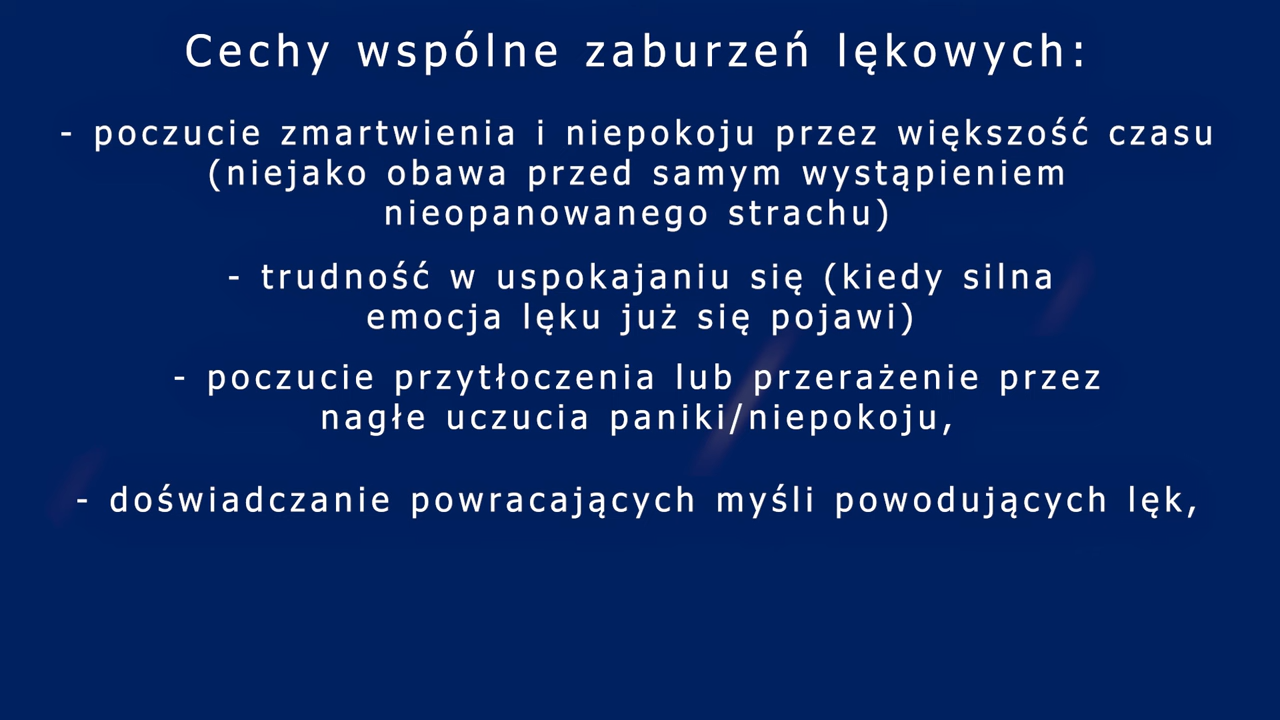 Cechy wspólne zaburzeń lękowych:
- poczucie zmartwienia i niepokoju przez większość czasu
(niejako obawa przed samym wystąpieniem
nieopanowanego strachu)
- trudność w uspokajaniu się (kiedy silna
emocja lęku już się pojawi)
- poczucie przytłoczenia lub przerażenie przez
nagłe uczucia paniki/niepokoju,
- doświadczanie powracających myśli powodujących lęk,